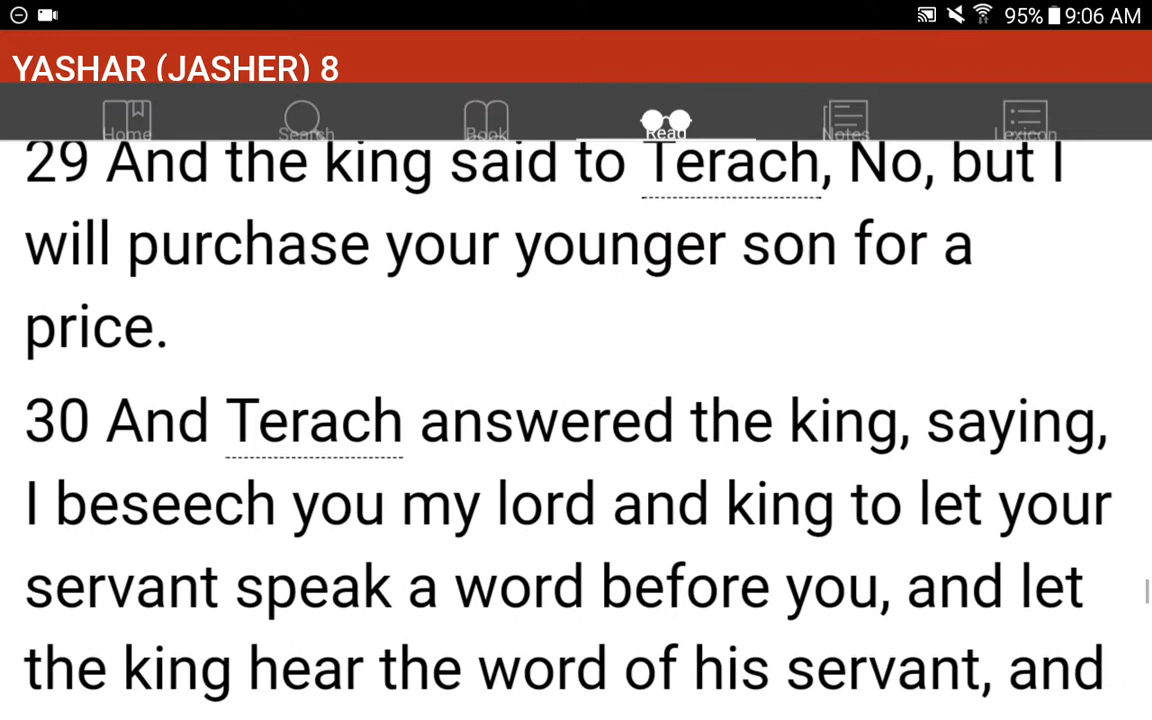 95% 9:06 AM
YASHAR (JASHER) 8
Home Search Book Read Notes Lexicon
29 And the king said to Terach, No, but I
will purchase your younger son for a
price.
30 And Terach answered the king, saying,
I beseech you my lord and king to let your
servant speak a word before you, and let
the king hear the word of his servant, and